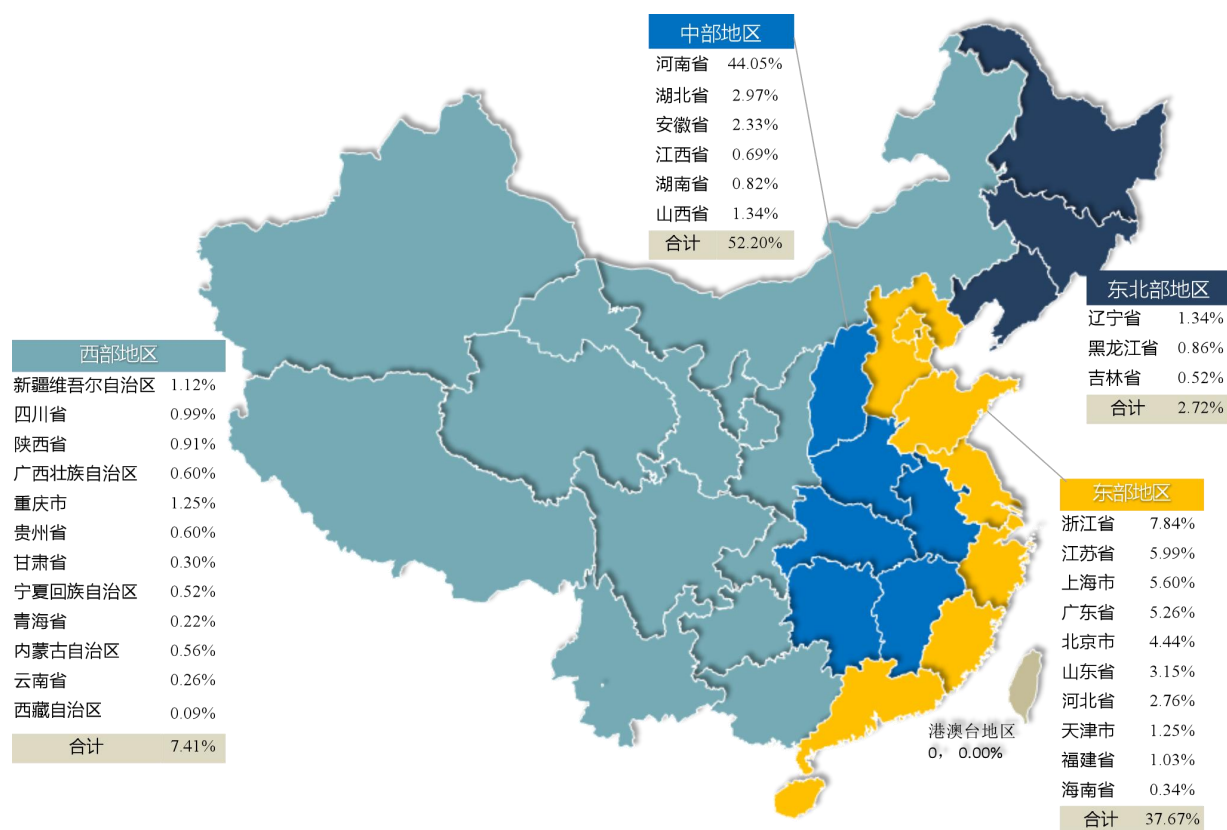 中部地区
河南省 44.05%
湖北省 2.97%
安徽省 2.33%
江西省 0.69%
湖南省 0.82%
山西省 1.34%
合计 52.20%
东北部地区
辽宁省 1.34%
黑龙江省 0.86%
吉林省 0.52%
合计 2.72%
西部地区
新疆维吾尔自治区 1.12%
四川省 0.99%
陕西省 0.91%
广西壮族自治区 0.60%
重庆市 1.25%
贵州省 0.60%
甘肃省 0.30%
宁夏回族自治区 0.52%
青海省 0.22%
内蒙古自治区 0.56%
云南省 0.26%
西藏自治区 0.09%
合计 7.41%
东部地区
浙江省 7.84%
江苏省 5.99%
上海市 5.60%
广东省 5.26%
北京市 4.44%
山东省 3.15%
河北省 2.76%
天津市 1.25%
福建省 1.03%
海南省 0.34%
合计 37.67%
港澳台地区
0， 0.00%